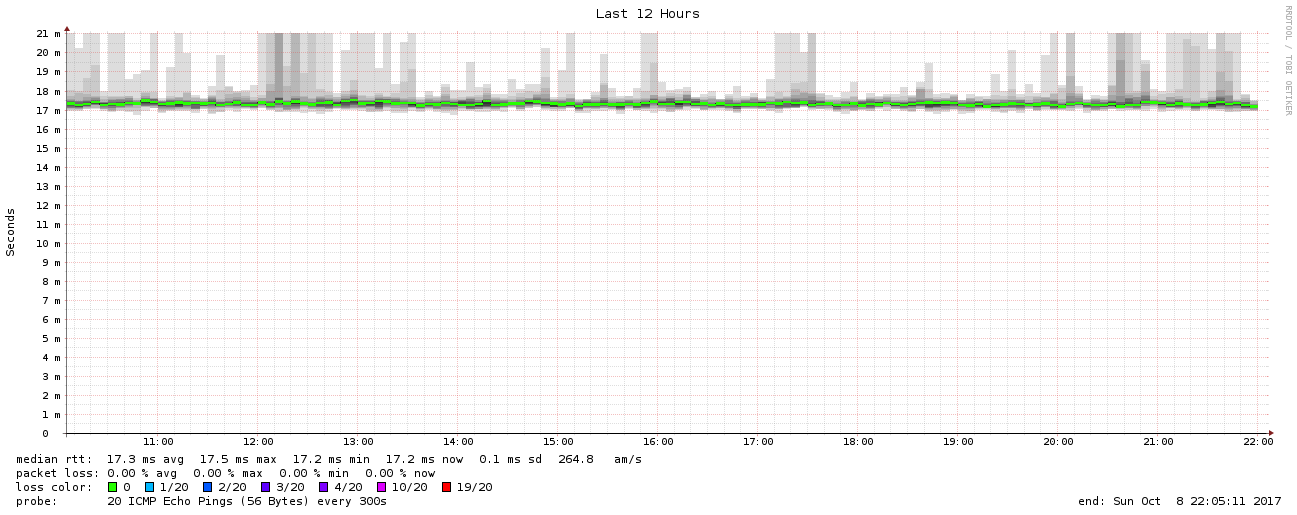 Last 12 Hours
RRDTOOL / TOBI OETIKER
Seconds
21 m
20 m
19 m
18 m
17 m
16 m
15 m
14 m
13 m
12 m
11 m
10 m
9 m
8 m
7 m
6 m
5 m
4 m
3 m
2 m
1 m
0
11:00 12:00 13:00 14:00 15:00 16:00 17:00 18:00 19:00 20:00 21:00 22:00
median rtt: 17.3 ms avg 17.5 ms max 17.2 ms min 17.2 ms now 0.1 ms sd 264.8 am/s
packet loss: 0.00 % avg 0.00 % max 0.00 % min 0.00 % now
loss color: 0 1/20 2/20 3/20 4/20 10/20 19/20
probe: 20 ICMP Echo Pings (56 Bytes) every 300s end: Sun Oct 8 22:05:11 2017